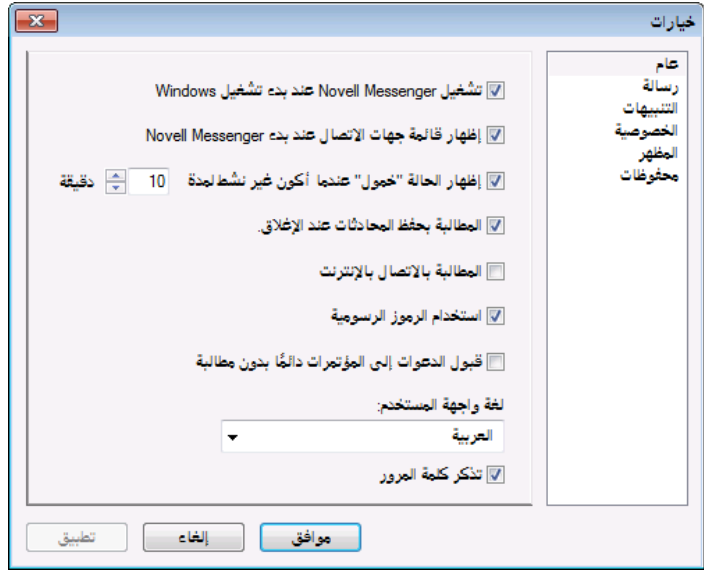 خيارات
عام
رسالة
التنبيهات
الخصوصية
المظهر
محفوظات
تشغيل Novell Messenger عند بدء تشغيل Windows
إظهار قائمة جهات الاتصال عند بدء Novell Messenger
إظهار الحالة "خمول" عندما أكون غير نشط لمدة 10 دقيقة
المطالبة بحفظ المحادثات عند الإغلاق.
المطالبة بالاتصال بالإنترنت
استخدام الرموز الرسومية
قبول الدعوات إلى المؤتمرات دائمًا بدون مطالبة
لغة واجهة المستخدم:
العربية
تذكر كلمة المرور
موافق إلغاء تطبيق